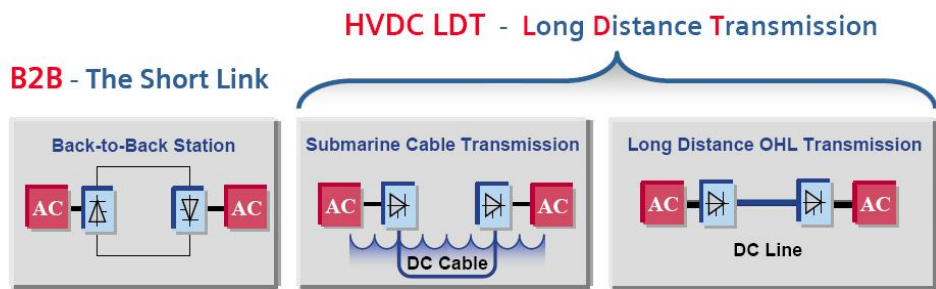 HVDC LDT - Long Distance Transmission
B2B - The Short Link
Back-to-Back Station
AC
AC
Submarine Cable Transmission
AC
AC
DC Cable
Long Distance OHL Transmission
AC
AC
DC Line